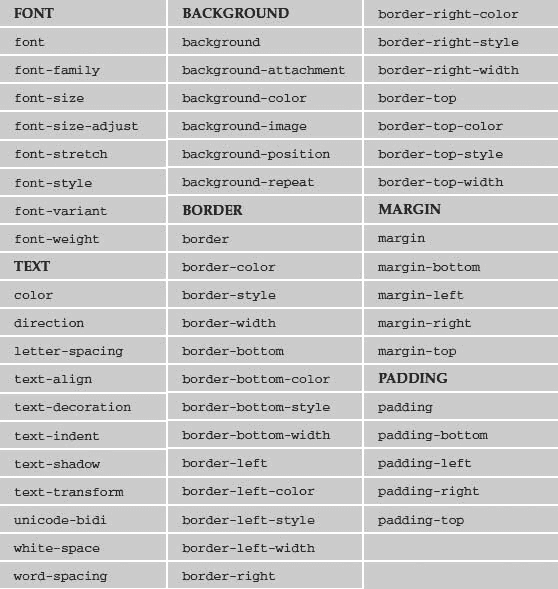 FONT
font
font-family
font-size
font-size-adjust
font-stretch
font-style
font-variant
font-weight
TEXT
color
direction
letter-spacing
text-align
text-decoration
text-indent
text-shadow
text-transform
unicode-bidi
white-space
word-spacing
BACKGROUND
background
background-attachment
background-color
background-image
background-position
background-repeat
BORDER
border
border-color
border-style
border-width
border-bottom
border-bottom-color
border-bottom-style
border-bottom-width
border-left
border-left-color
border-left-style
border-left-width
border-right
border-right-color
border-right-style
border-right-width
border-top
border-top-color
border-top-style
border-top-width
MARGIN
margin
margin-bottom
margin-left
margin-right
margin-top
PADDING
padding
padding-bottom
padding-left
padding-right
padding-top